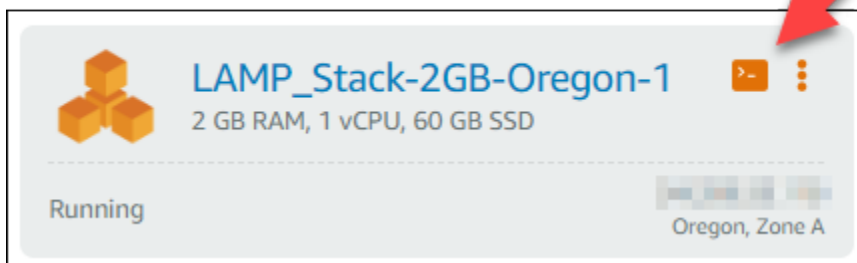 LAMP_Stack-2GB-Oregon-1
2 GB RAM, 1 vCPU, 60 GB SSD
Running
Oregon, Zone A